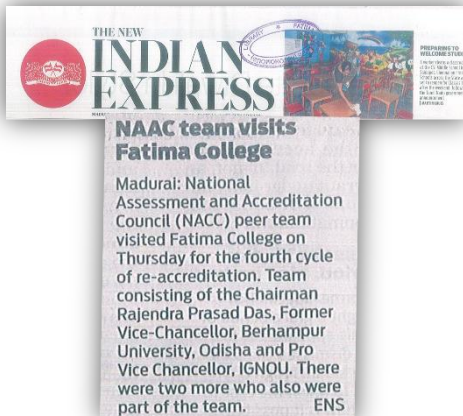 THE NEW
INDIAN
EXPRESS
LIBRARY
PREPARING TO
NAAC team visits
Fatima College
Madurai: National
Assessment and Accreditation
Council (NACC) peer team
visited Fatima College on
Thursday for the fourth cycle
of re-accreditation. Team
consisting of the Chairman
Rajendra Prasad Das, Former
Vice-Chancellor, Berhampur
University, Odisha and Pro
Vice Chancellor, IGNOU. There
were two more who also were
part of the team. ENS